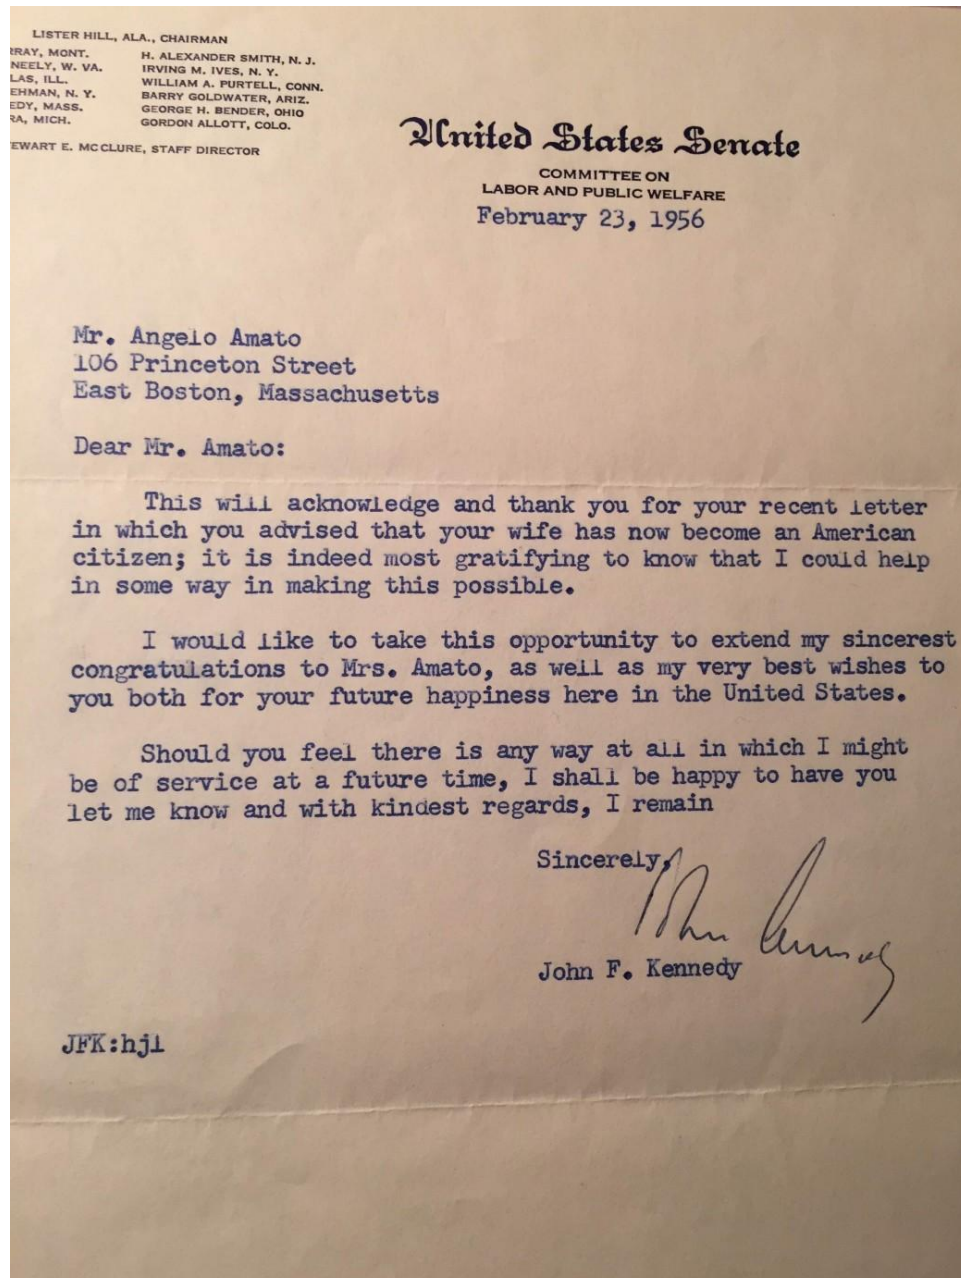 LISTER HILL, ALA., CHAIRMAN
RRAY, MONT. H. ALEXANDER SMITH, N. J.
NEELY, W. VA. IRVING M. IVES, N. Y.
LAS, ILL. WILLIAM A. PURTELL, CONN.
EHMAN, N. Y. BARRY GOLDWATER, ARIZ.
EDY, MASS. GEORGE H. BENDER, OHIO
RA, MICH. GORDON ALLOTT, COLO.
EWART E. MCCLURE, STAFF DIRECTOR
United States Senate
COMMITTEE ON
LABOR AND PUBLIC WELFARE
February 23, 1956
Mr. Angelo Amato
106 Princeton Street
East Boston, Massachusetts
Dear Mr. Amato:
This will acknowledge and thank you for your recent letter
in which you advised that your wife has now become an American
citizen; it is indeed most gratifying to know that I could help
in some way in making this possible.
I would like to take this opportunity to extend my sincerest
congratulations to Mrs. Amato, as well as my very best wishes to
you both for your future happiness here in the United States.
Should you feel there is any way at all in which I might
be of service at a future time, I shall be happy to have you
let me know and with kindest regards, I remain
Sincerely,
John Kennedy
John F. Kennedy
JFK:hjl